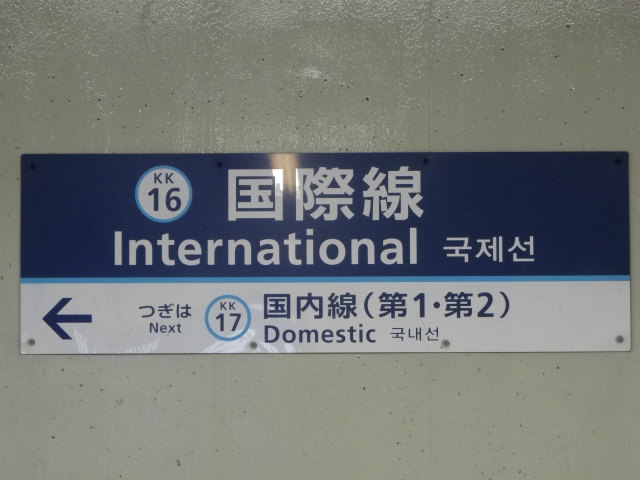 KK
16
国際線
International 국제선
つぎは
Next
KK
17
国内線(第1·第2)
Domestic 국내선